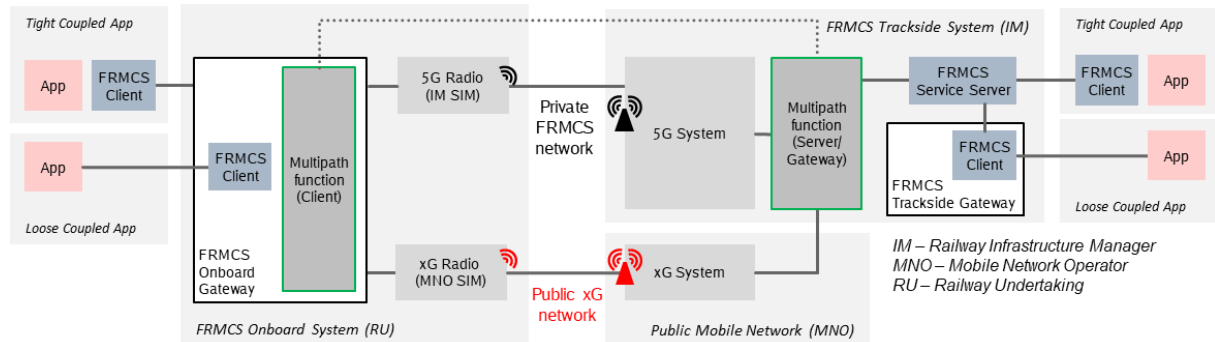 Tight Coupled App
App
FRMCS
Client
App
Loose Coupled App
FRMCS
Client
FRMCS
Onboard
Gateway
Multipath
function
(Client)
5G Radio
(IM SIM)
xG Radio
(MNO SIM)
FRMCS Onboard System (RU)
Private
FRMCS
network
Public xG
network
FRMCS Trackside System (IM)
5G System
Multipath
function
(Server/
Gateway)
FRMCS
Service Server
FRMCS
Client
FRMCS
Trackside Gateway
xG System
Public Mobile Network (MNO)
Tight Coupled App
FRMCS
Client
App
App
Loose Coupled App
IM – Railway Infrastructure Manager
MNO – Mobile Network Operator
RU – Railway Undertaking